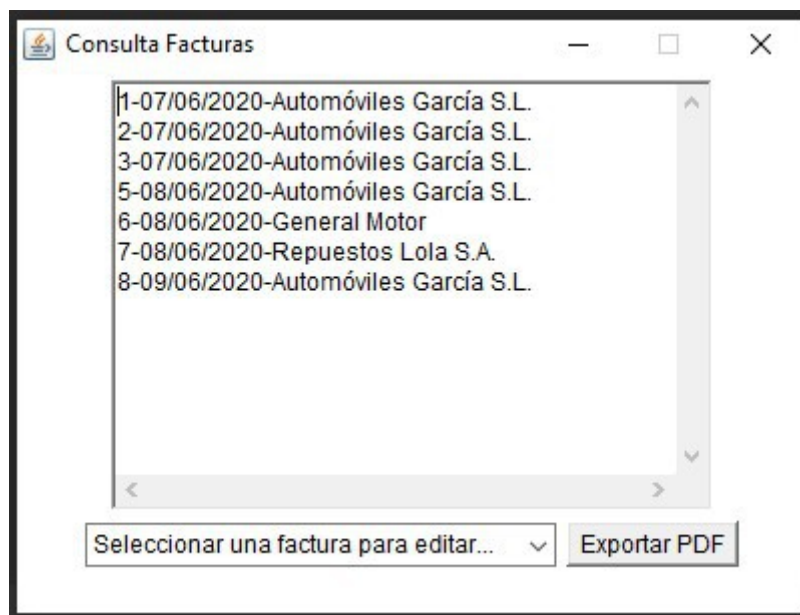 Consulta Facturas
1-07/06/2020-Automóviles García S.L.
2-07/06/2020-Automóviles García S.L.
3-07/06/2020-Automóviles García S.L.
5-08/06/2020-Automóviles García S.L.
6-08/06/2020-General Motor
7-08/06/2020-Repuestos Lola S.A.
8-09/06/2020-Automóviles García S.L.
Seleccionar una factura para editar... Exportar PDF